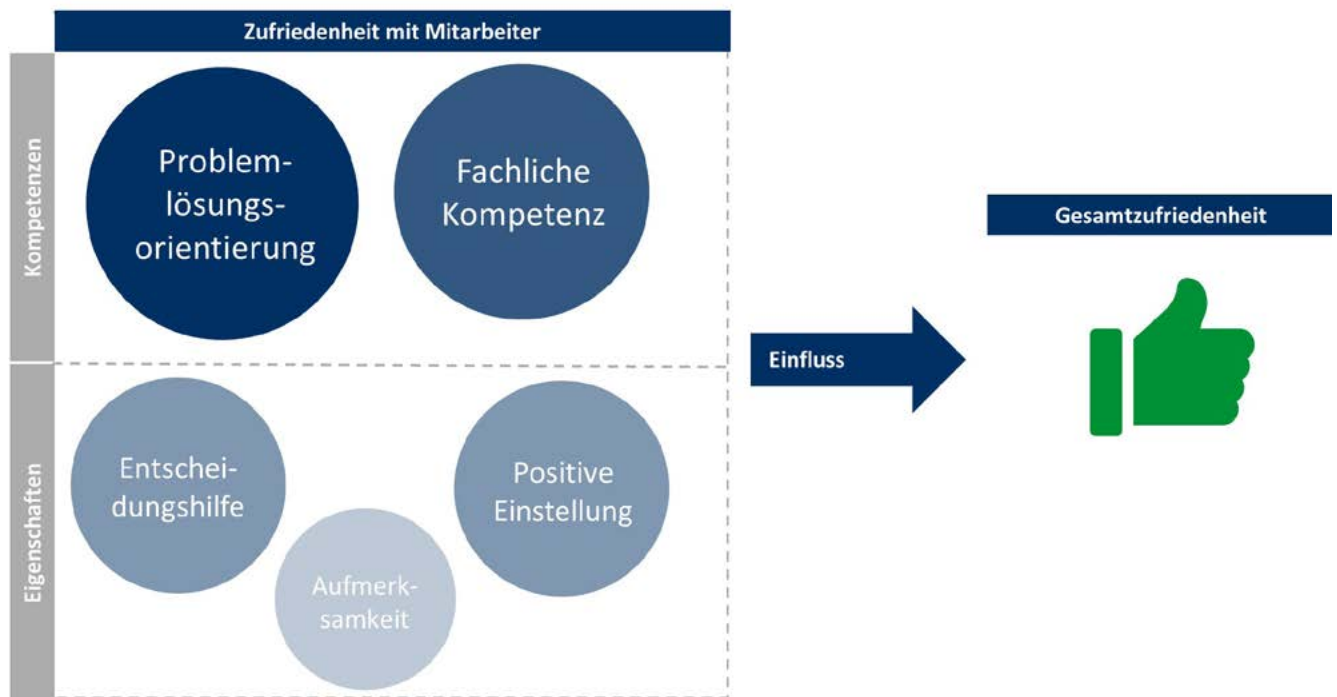 Zufriedenheit mit Mitarbeiter
Kompetenzen
Problem-
lösungs-
orientierung
Fachliche
Kompetenz
Eigenschaften
Entschei-
dungshilfe
Positive
Einstellung
Aufmerk-
samkeit
Einfluss
Gesamtzufriedenheit